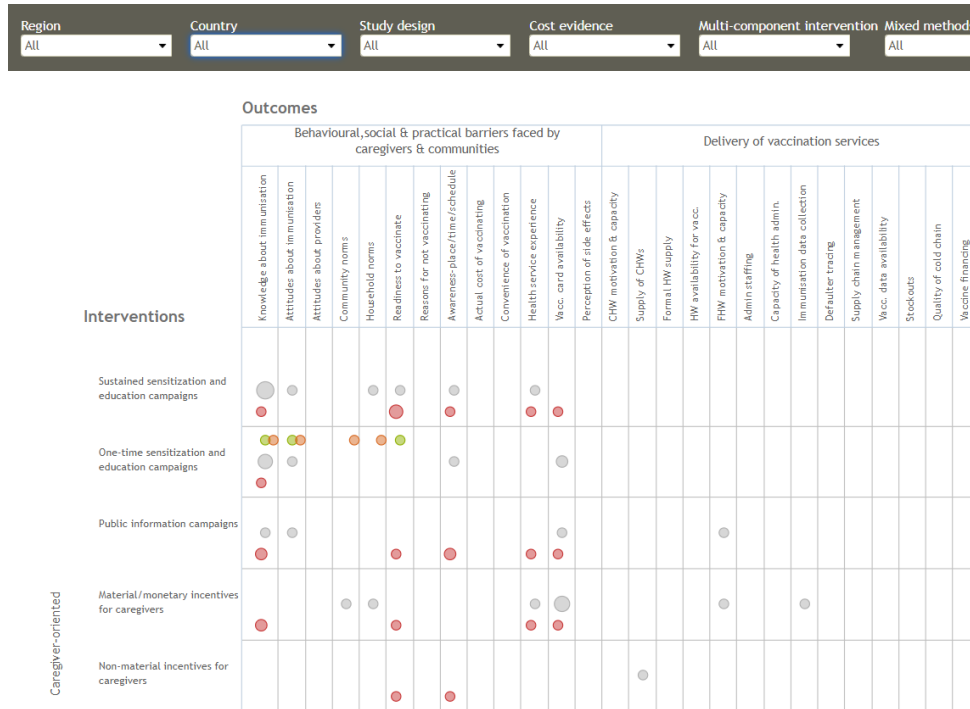 Region
Country
Study design
Cost evidence
Multi-component intervention
Mixed method
All
All
All
All
All
All
Outcomes
Behavioural,social & practical barriers faced by
caregivers & communities
Delivery of vaccination services
Knowledge about immunisation
Attitudes about immunisation
Attitudes about providers
Community norms
Household norms
Readiness to vaccinate
Reasons for not vaccinating
Awareness-place/time/schedule
Actual cost of vaccinating
Convenience of vaccination
Health service experience
Vacc. card availability
Perception of side effects
CHW motivation & capacity
Supply of CHWs
Formal HW supply
HW availability for vacc.
FHW motivation & capacity
Admin staffing
Capacity of health admin.
Immunisation data collection
Defaulter tracing
Supply chain management
Vacc. data availability
Stockouts
Quality of cold chain
Vaccine financing
Interventions
Caregiver-oriented
Sustained sensitization and
education campaigns
One-time sensitization and
education campaigns
Public information campaigns
Material/monetary incentives
for caregivers
Non-material incentives for
caregivers